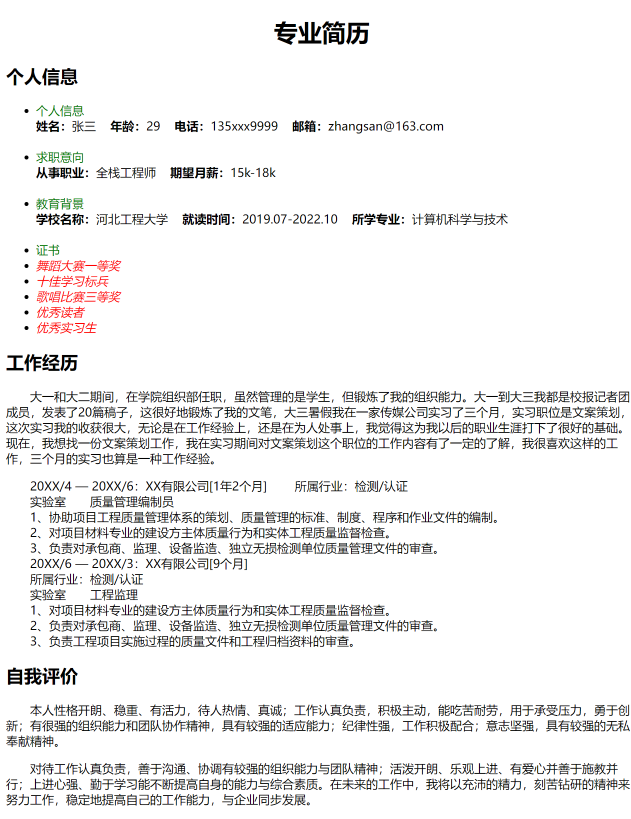 专业简历
个人信息
个人信息
姓名：张三 年龄：29 电话：135xxx9999 邮箱：zhangsan@163.com
求职意向
从事职业：全栈工程师 期望月薪：15k-18k
教育背景
学校名称：河北工程大学 就读时间：2019.07-2022.10 所学专业：计算机科学与技术
证书
舞蹈大赛一等奖
十佳学习标兵
歌唱比赛三等奖
优秀读者
优秀实习生
工作经历
大一和大二期间，在学院组织部任职，虽然管理的是学生，但锻炼了我的组织能力。大一到大三我都是校报记者团
成员，发表了20篇稿子，这很好地锻炼了我的文笔，大三暑假我在一家传媒公司实习了三个月，实习职位是文案策划，
这次实习我的收获很大，无论是在工作经验上，还是在为人处事上，我觉得这为我以后的职业生涯打下了很好的基础。
现在，我想找一份文案策划工作，我在实习期间对文案策划这个职位的工作内容有了一定的了解，我很喜欢这样的工
作，三个月的实习也算是一种工作经验。
20XX/4 — 20XX/6：XX有限公司[1年2个月] 所属行业：检测/认证
实验室 质量管理编制员
1、协助项目工程质量管理体系的策划、质量管理的标准、制度、程序和作业文件的编制。
2、对项目材料专业的建设方主体质量行为和实体工程质量监督检查。
3、负责对承包商、监理、设备监造、独立无损检测单位质量管理文件的审查。
20XX/6 — 20XX/3：XX有限公司[9个月]
所属行业：检测/认证
实验室 工程监理
1、对项目材料专业的建设方主体质量行为和实体工程质量监督检查。
2、负责对承包商、监理、设备监造、独立无损检测单位质量管理文件的审查。
3、负责工程项目实施过程的质量文件和工程归档资料的审查。
自我评价
本人性格开朗、稳重、有活力，待人热情、真诚；工作认真负责，积极主动，能吃苦耐劳，用于承受压力，勇于创
新；有很强的组织能力和团队协作精神，具有较强的适应能力；纪律性强，工作积极配合；意志坚强，具有较强的无私
奉献精神。
对待工作认真负责，善于沟通、协调有较强的组织能力与团队精神；活泼开朗、乐观上进、有爱心并善于施教并
行；上进心强、勤于学习能不断提高自身的能力与综合素质。在未来的工作中，我将以充沛的精力，刻苦钻研的精神来
努力工作，稳定地提高自己的工作能力，与企业同步发展。